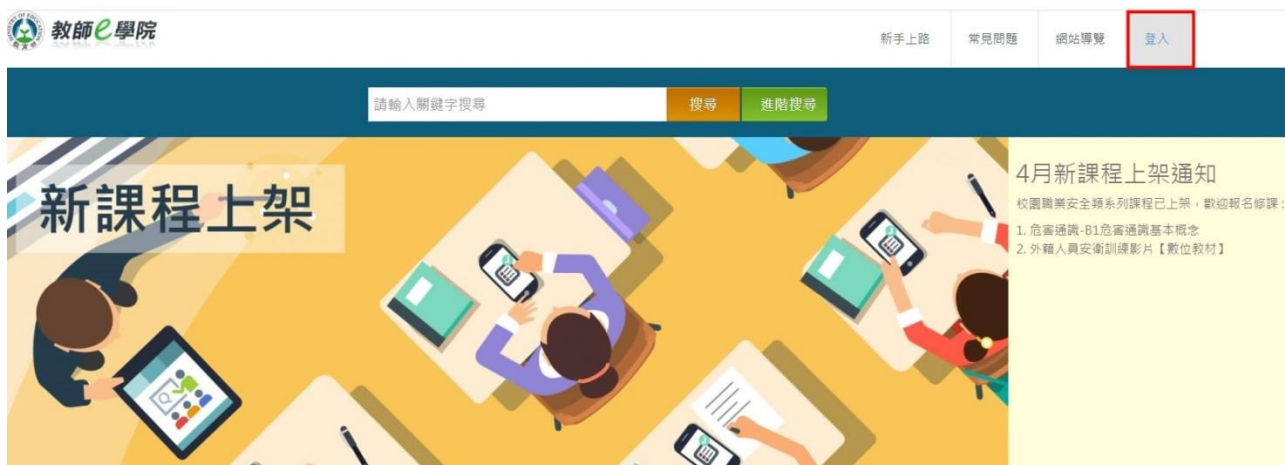 教師e學院
新手上路 常見問題 網站導覽 登入
請輸入關鍵字搜尋 搜尋 進階搜尋
新課程上架
4月新課程上架通知
校園職業安全類系列課程已上架，歡迎報名修課：
1. 危害通識-B1危害通識基本概念
2. 外籍人員安衛訓練影片【數位教材】